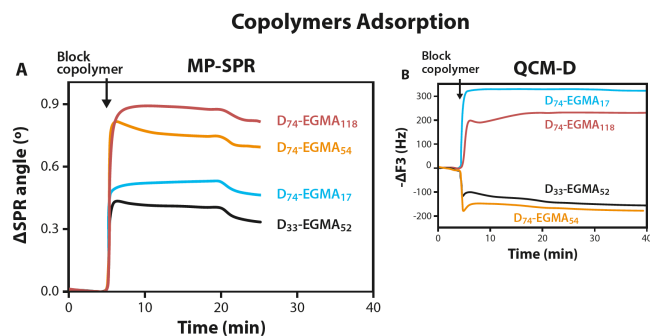 Copolymers Adsorption
Block
copolymer
A
MP-SPR
0.9
0.6
0.3
0.0
ΔSPR angle (º)
D74-EGMA118
D74-EGMA54
D74-EGMA17
D33-EGMA52
0
10
20
30
40
Time (min)
Block
copolymer
B
QCM-D
300
200
100
0
-100
-200
-ΔF3 (Hz)
D74-EGMA17
D74-EGMA118
D33-EGMA52
D74-EGMA54
0
10
20
30
40
Time (min)